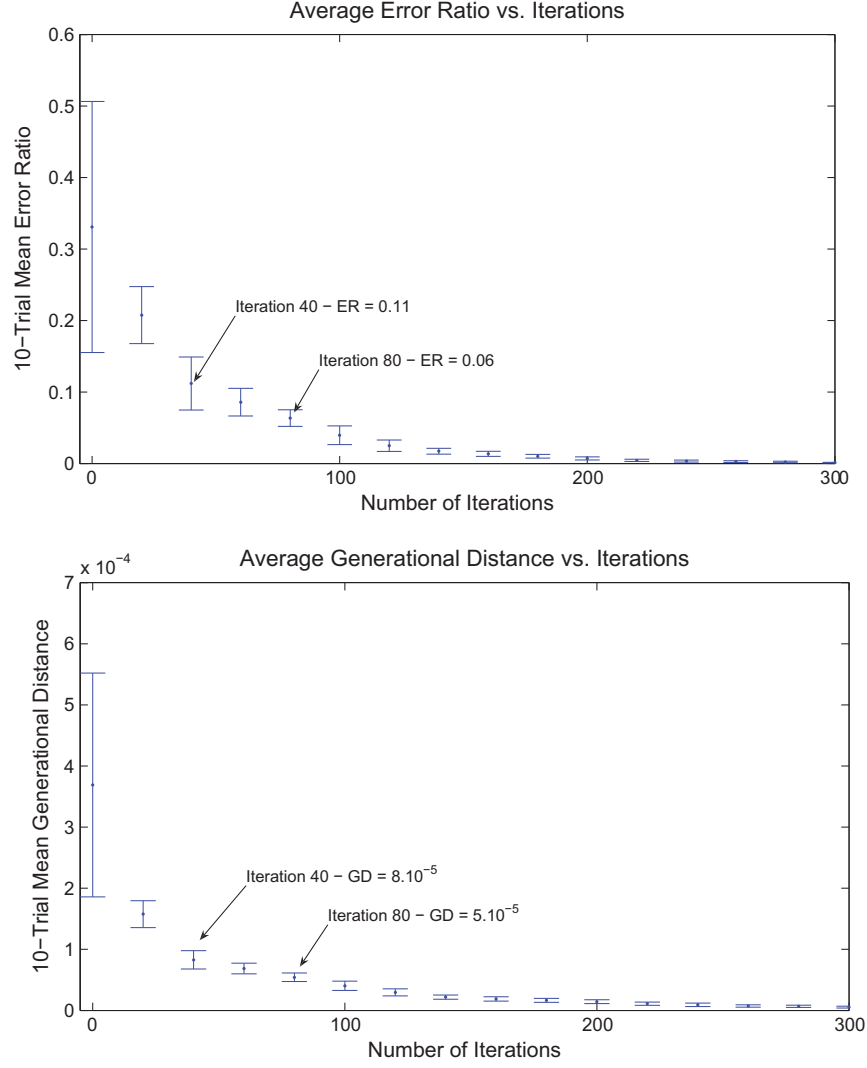 Average Error Ratio vs. Iterations
0.6
0.5
0.4
0.3
0.2
0.1
0
10−Trial Mean Error Ratio
Iteration 40 − ER = 0.11
Iteration 80 − ER = 0.06
0 100 200 300
Number of Iterations
Average Generational Distance vs. Iterations
x 10⁻⁴
7
6
5
4
3
2
1
0
10−Trial Mean Generational Distance
Iteration 40 − GD = 8.10⁻⁵
Iteration 80 − GD = 5.10⁻⁵
0 100 200 300
Number of Iterations